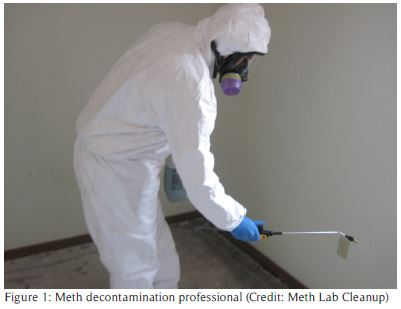 Figure 1: Meth decontamination professional (Credit: Meth Lab Cleanup)